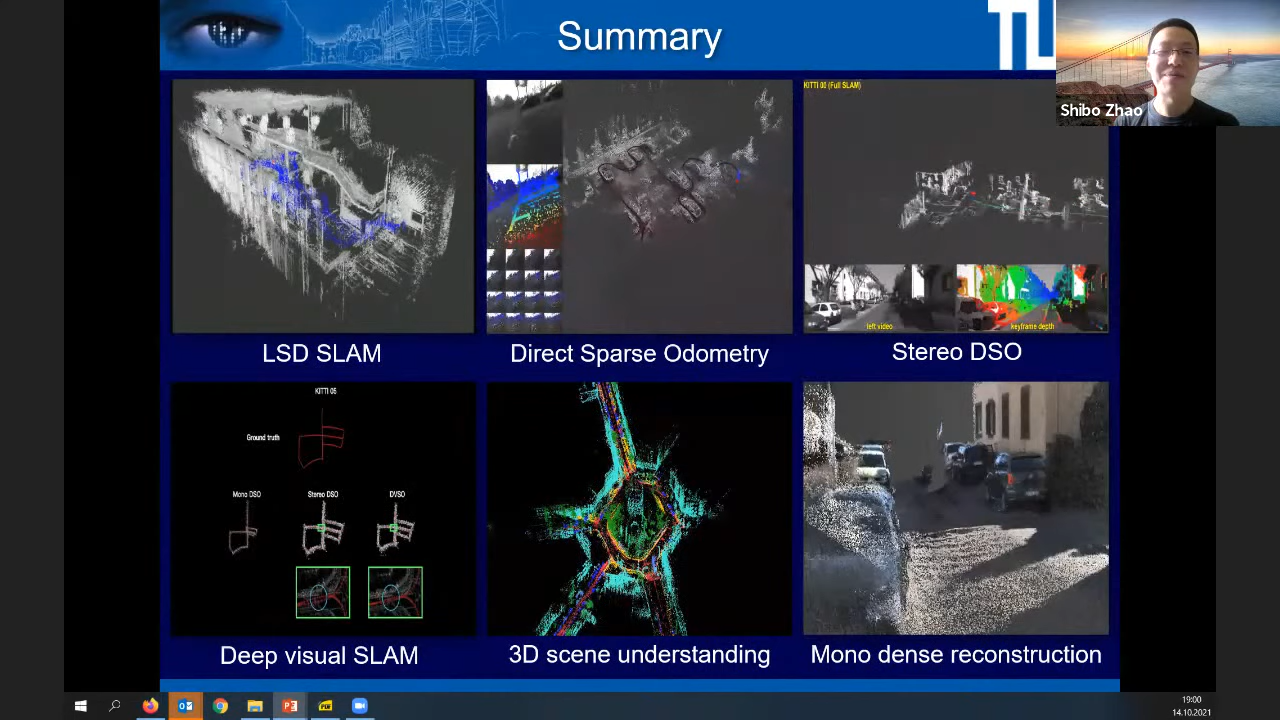 Summary
TU
Shibo Zhao
KITTI 00 (Full SLAM)
left video
keyframe depth
LSD SLAM
Direct Sparse Odometry
Stereo DSO
KITTI 05
Ground truth
Mono DSO
Stereo DSO
DVSO
Deep visual SLAM
3D scene understanding
Mono dense reconstruction
19:00
14.10.2021